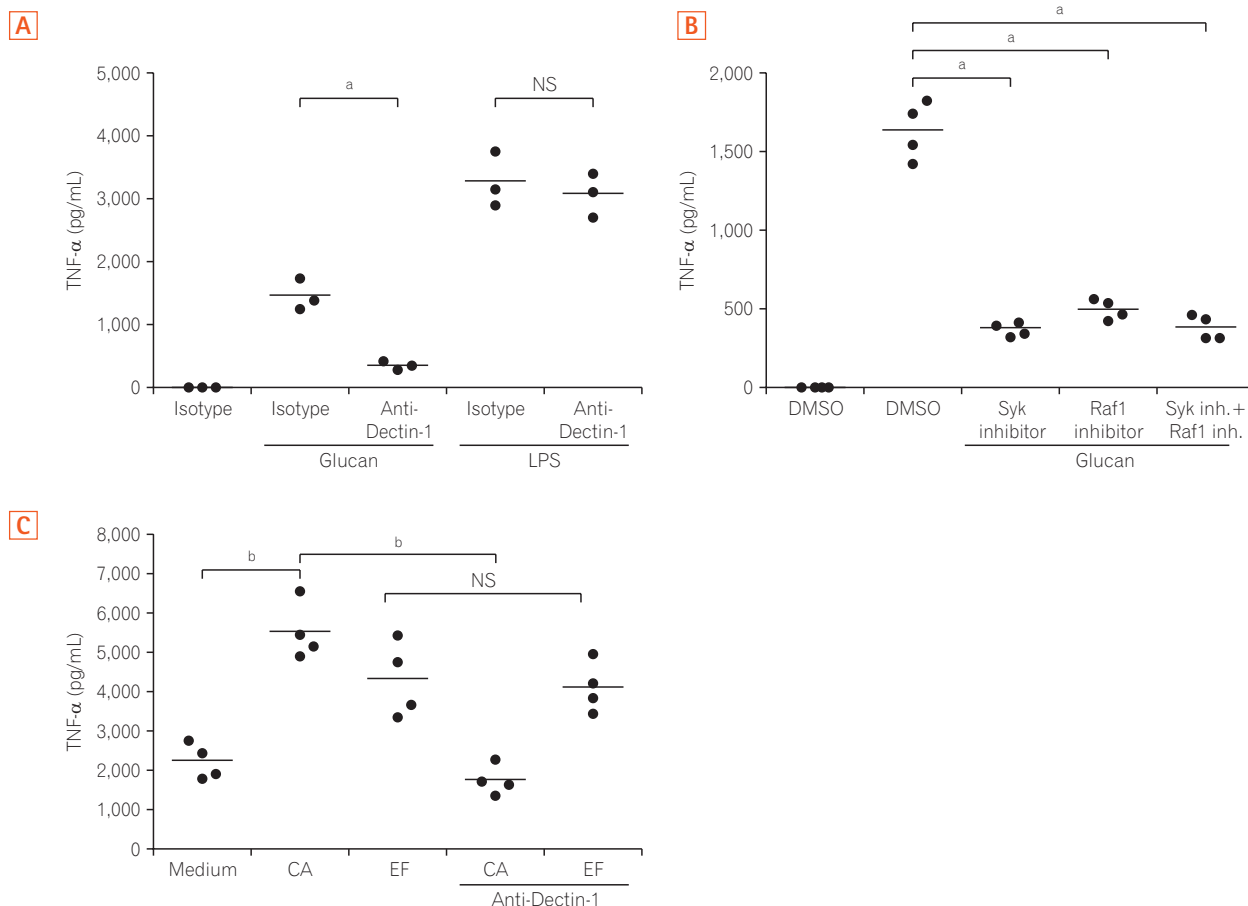 A
5,000
4,000
3,000
2,000
1,000
0
TNF-α (pg/mL)
a
NS
Isotype
Isotype
Anti-
Dectin-1
Isotype
Anti-
Dectin-1
Glucan
LPS
B
2,000
1,500
1,000
500
0
TNF-α (pg/mL)
a
a
a
DMSO
DMSO
Syk
inhibitor
Raf1
inhibitor
Syk inh.+
Raf1 inh.
Glucan
C
8,000
7,000
6,000
5,000
4,000
3,000
2,000
1,000
0
TNF-α (pg/mL)
b
b
NS
Medium
CA
EF
CA
EF
Anti-Dectin-1